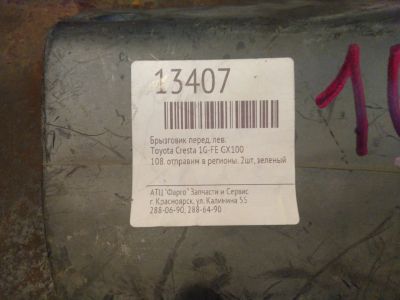 13407
Брызговик перед. лев.
Toyota Cresta 1G-FE GX100
108. отправим в регионы. 2шт, зеленый
АТЦ "Фарго" Запчасти и Сервис
г. Красноярск, ул. Калинина 55
288-06-90, 288-64-90